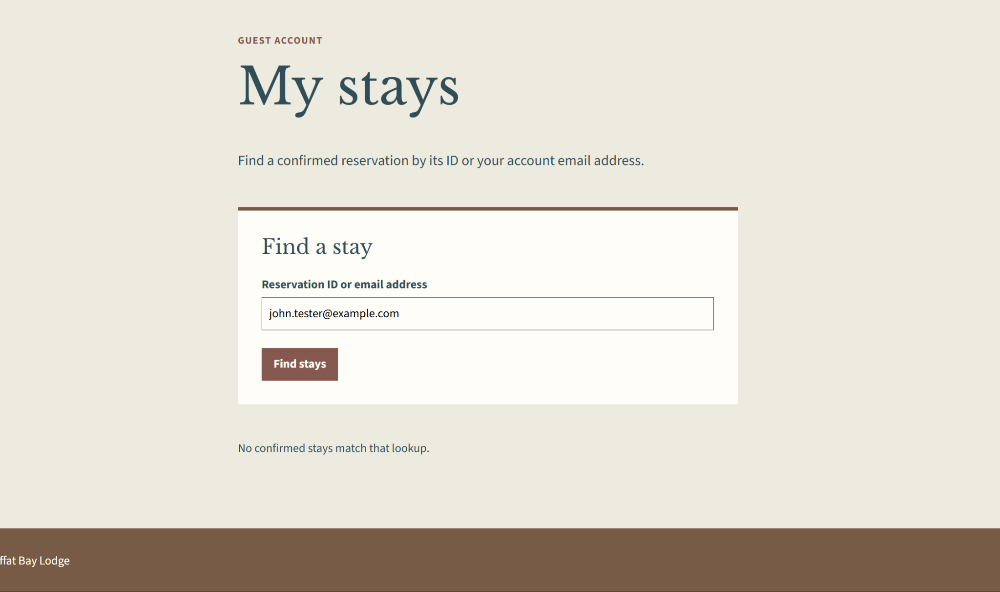 GUEST ACCOUNT
My stays
Find a confirmed reservation by its ID or your account email address.
Find a stay
Reservation ID or email address
john.tester@example.com
Find stays
No confirmed stays match that lookup.
ffat Bay Lodge